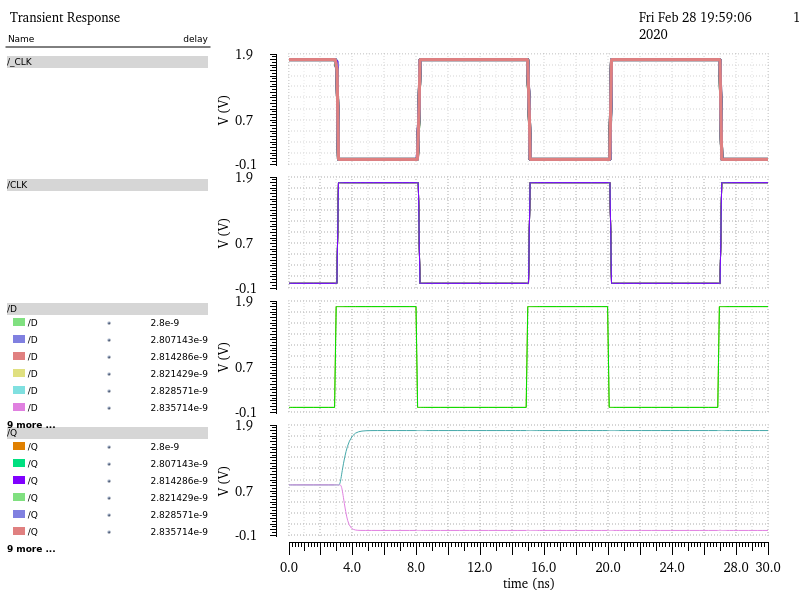 Transient Response
Fri Feb 28 19:59:06 1
2020
Name delay
/_CLK
1.9
V (V)
0.7
-0.1
/CLK
1.9
V (V)
0.7
-0.1
/D
/D 2.8e-9
/D 2.807143e-9
/D 2.814286e-9
/D 2.821429e-9
/D 2.828571e-9
/D 2.835714e-9
9 more ...
1.9
V (V)
0.7
-0.1
/Q
/Q 2.8e-9
/Q 2.807143e-9
/Q 2.814286e-9
/Q 2.821429e-9
/Q 2.828571e-9
/Q 2.835714e-9
9 more ...
1.9
V (V)
0.7
-0.1
0.0 4.0 8.0 12.0 16.0 20.0 24.0 28.0 30.0
time (ns)